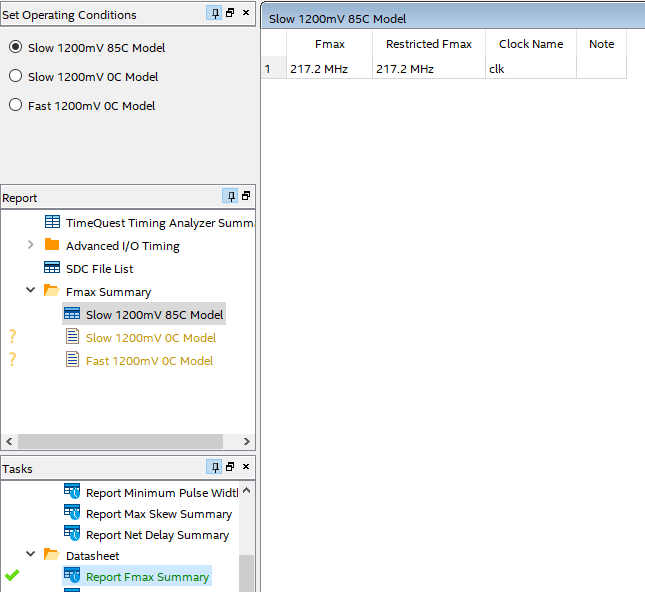 Set Operating Conditions
Slow 1200mV 85C Model
Slow 1200mV 0C Model
Fast 1200mV 0C Model
Report
TimeQuest Timing Analyzer Summ
Advanced I/O Timing
SDC File List
Fmax Summary
Slow 1200mV 85C Model
? Slow 1200mV 0C Model
? Fast 1200mV 0C Model
Tasks
Report Minimum Pulse Widt
Report Max Skew Summary
Report Net Delay Summary
Datasheet
Report Fmax Summary
Slow 1200mV 85C Model
Fmax Restricted Fmax Clock Name Note
1 217.2 MHz 217.2 MHz clk